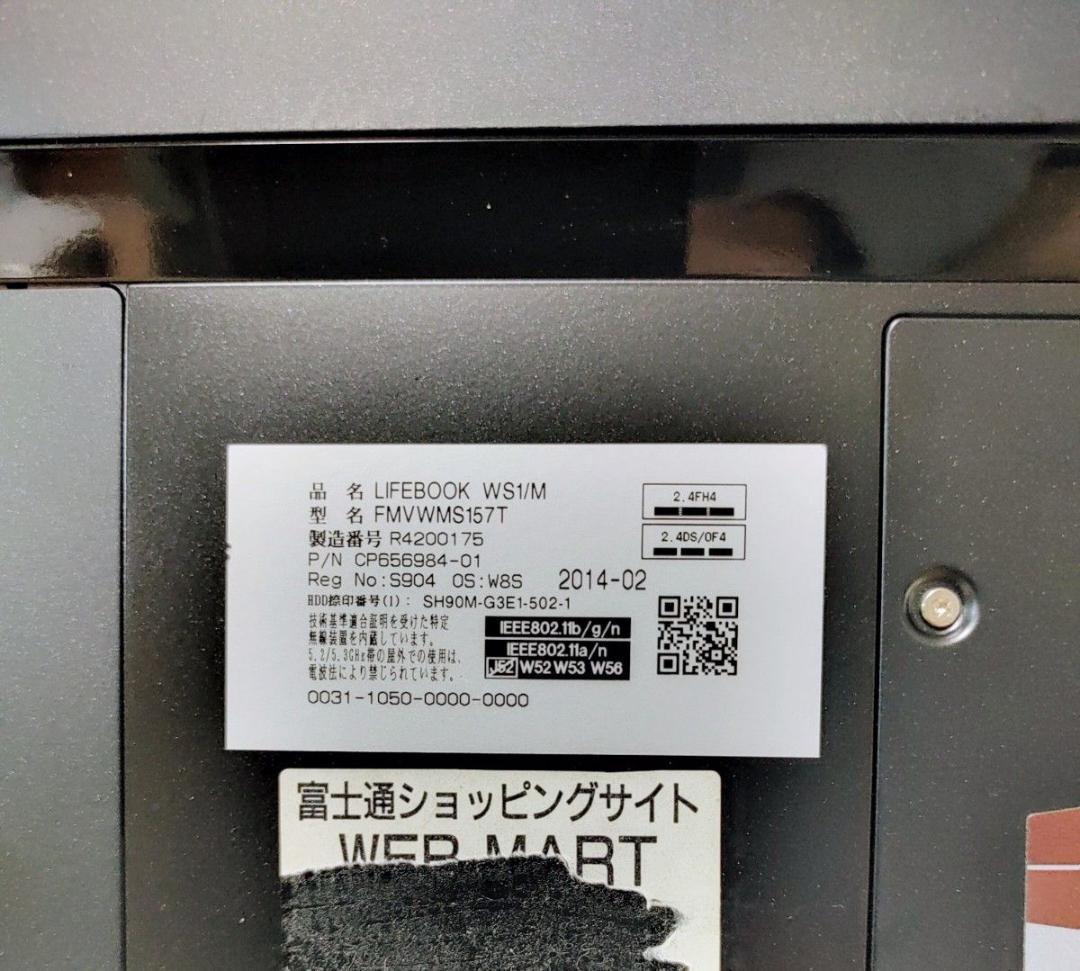 品 名 LIFEBOOK WS1/M
型 名 FMVWMS157T
製造番号 R4200175
P/N CP656984-01
Reg No:S904 OS:W8S 2014-02
HDD捺印番号(1): SH90M-G3E1-502-1
2.4FH4
2.4DS/OF4
技術基準適合証明を受けた特定
無線装置を内蔵しています。
5.2/5.3GHz帯の屋外での使用は、
電波法により禁じられています。
IEEE802.11b/g/n
IEEE802.11a/n
J52 W52 W53 W56
0031-1050-0000-0000
富士通ショッピングサイト
WEB MART